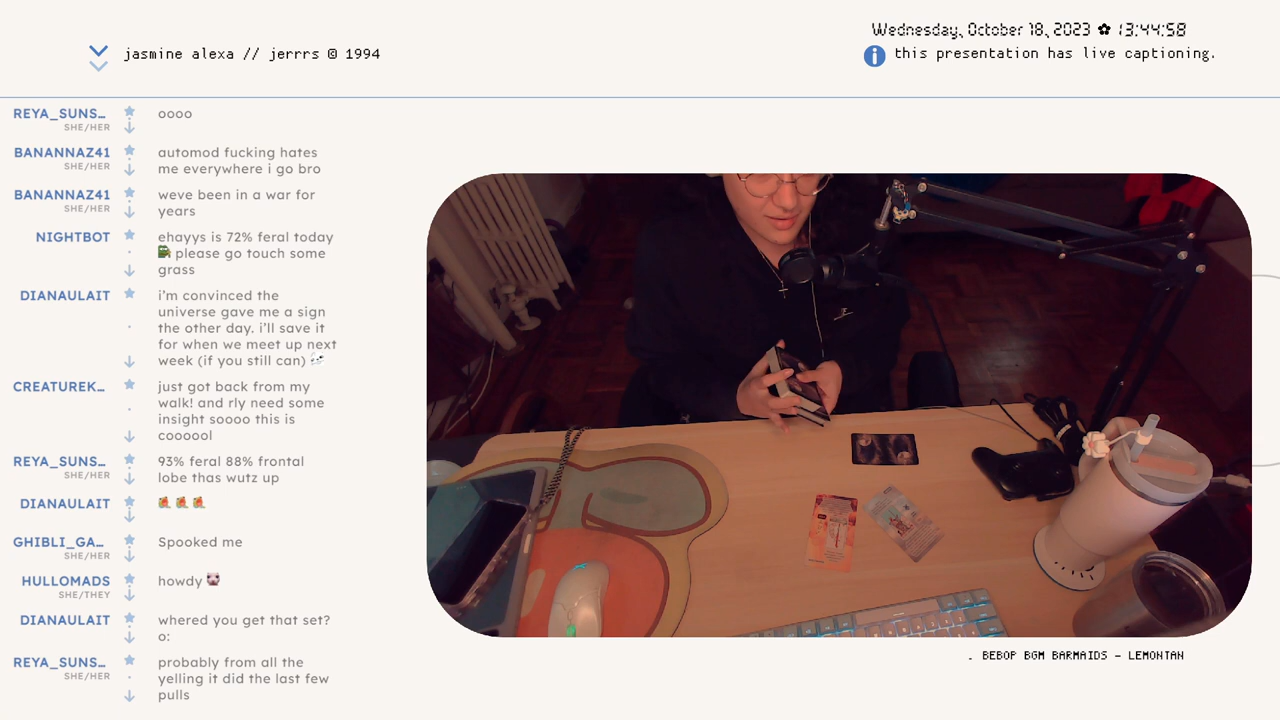 jasmine alexa // jerrrs © 1994
Wednesday, October 18, 2023 ✿ 13:44:58
this presentation has live captioning.
REYA_SUNS…
SHE/HER
oooo
BANANNAZ41
SHE/HER
automod fucking hates
me everywhere i go bro
BANANNAZ41
SHE/HER
weve been in a war for
years
NIGHTBOT
ehayys is 72% feral today
please go touch some
grass
DIANAULAIT
i'm convinced the
universe gave me a sign
the other day. i'll save it
for when we meet up next
week (if you still can)
CREATUREK…
just got back from my
walk! and rly need some
insight soooo this is
coooool
REYA_SUNS…
SHE/HER
93% feral 88% frontal
lobe thas wutz up
DIANAULAIT
GHIBLI_GA…
SHE/HER
Spooked me
HULLOMADS
SHE/THEY
howdy
DIANAULAIT
whered you get that set?
o:
REYA_SUNS…
SHE/HER
probably from all the
yelling it did the last few
pulls
. BEBOP BGM BARMAIDS - LEMONTAN